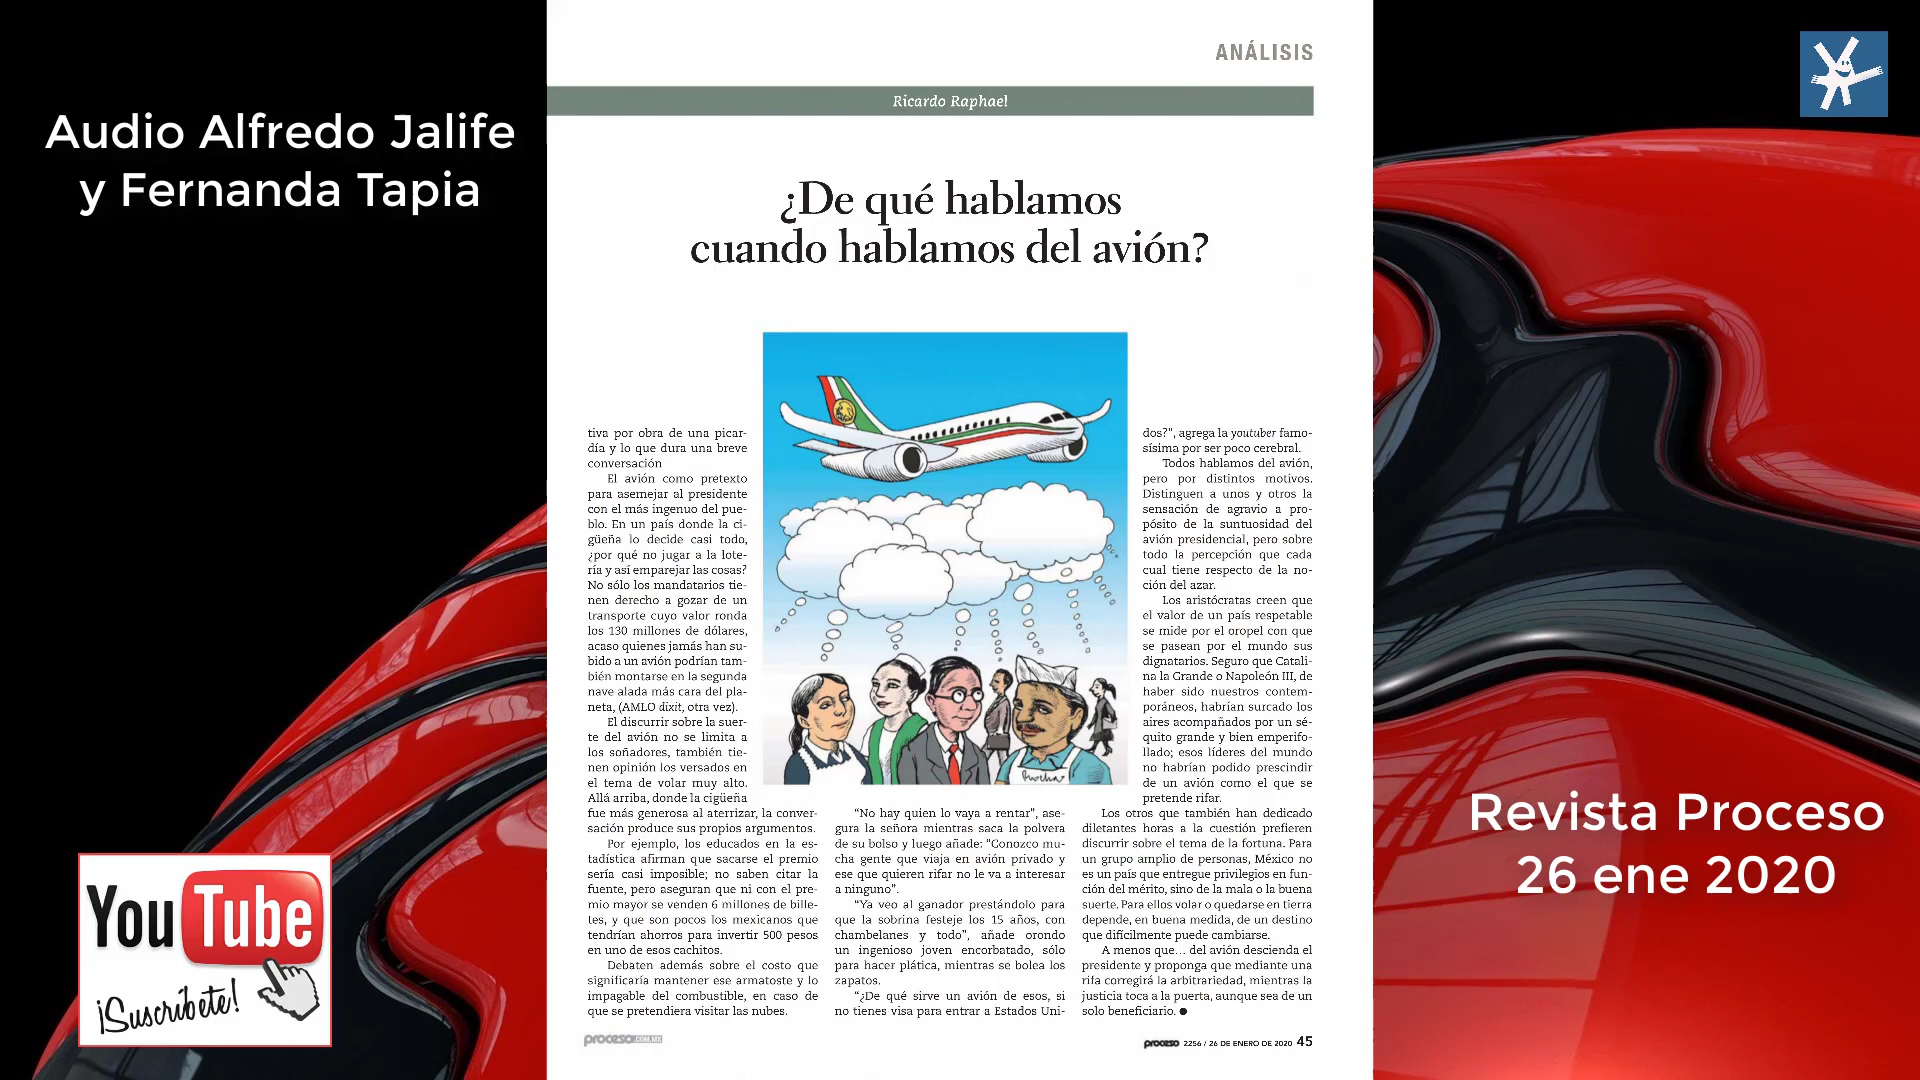 Audio Alfredo Jalife
y Fernanda Tapia
ANÁLISIS
Ricardo Raphael
¿De qué hablamos
cuando hablamos del avión?
tiva por obra de una picar-
día y lo que dura una breve
conversación
El avión como pretexto
para asemejar al presidente
con el más ingenuo del pue-
blo. En un país donde la ci-
güeña lo decide casi todo,
¿por qué no jugar a la lote-
ría y así emparejar las cosas?
No sólo los mandatarios tie-
nen derecho a gozar de un
transporte cuyo valor ronda
los 130 millones de dólares,
acaso quienes jamás han su-
bido a un avión podrían tam-
bién montarse en la segunda
nave alada más cara del pla-
neta, (AMLO dixit, otra vez).
El discurrir sobre la suer-
te del avión no se limita a
los soñadores, también tie-
nen opinión los versados en
el tema de volar muy alto.
Allá arriba, donde la cigüeña
fue más generosa al aterrizar, la conver-
sación produce sus propios argumentos.
Por ejemplo, los educados en la es-
tadística afirman que sacarse el premio
sería casi imposible; no saben citar la
fuente, pero aseguran que ni con el pre-
mio mayor se venden 6 millones de bille-
tes, y que son pocos los mexicanos que
tendrían ahorros para invertir 500 pesos
en uno de esos cachitos.
Debaten además sobre el costo que
significaría mantener ese armatoste y lo
impagable del combustible, en caso de
que se pretendiera visitar las nubes.
Rocha
"No hay quien lo vaya a rentar", ase-
gura la señora mientras saca la polvera
de su bolso y luego añade: "Conozco mu-
cha gente que viaja en avión privado y
ese que quieren rifar no le va a interesar
a ninguno".
"Ya veo al ganador prestándolo para
que la sobrina festeje los 15 años, con
chambelanes y todo", añade orondo
un ingenioso joven encorbatado, sólo
para hacer plática, mientras se bolea los
zapatos.
"¿De qué sirve un avión de esos, si
no tienes visa para entrar a Estados Uni-
dos?", agrega la youtuber famo-
sísima por ser poco cerebral.
Todos hablamos del avión,
pero por distintos motivos.
Distinguen a unos y otros la
sensación de agravio a pro-
pósito de la suntuosidad del
avión presidencial, pero sobre
todo la percepción que cada
cual tiene respecto de la no-
ción del azar.
Los aristócratas creen que
el valor de un país respetable
se mide por el oropel con que
se pasean por el mundo sus
dignatarios. Seguro que Catali-
na la Grande o Napoleón III, de
haber sido nuestros contem-
poráneos, habrían surcado los
aires acompañados por un sé-
quito grande y bien emperifo-
llado; esos líderes del mundo
no habrían podido prescindir
de un avión como el que se
pretende rifar.
Los otros que también han dedicado
diletantes horas a la cuestión prefieren
discurrir sobre el tema de la fortuna. Para
un grupo amplio de personas, México no
es un país que entregue privilegios en fun-
ción del mérito, sino de la mala o la buena
suerte. Para ellos volar o quedarse en tierra
depende, en buena medida, de un destino
que difícilmente puede cambiarse.
A menos que... del avión descienda el
presidente y proponga que mediante una
rifa corregirá la arbitrariedad, mientras la
justicia toca a la puerta, aunque sea de un
solo beneficiario.
proceso.com.mx
proceso 2256 / 26 DE ENERO DE 2020 45
Revista Proceso
26 ene 2020
YouTube
¡Suscríbete!